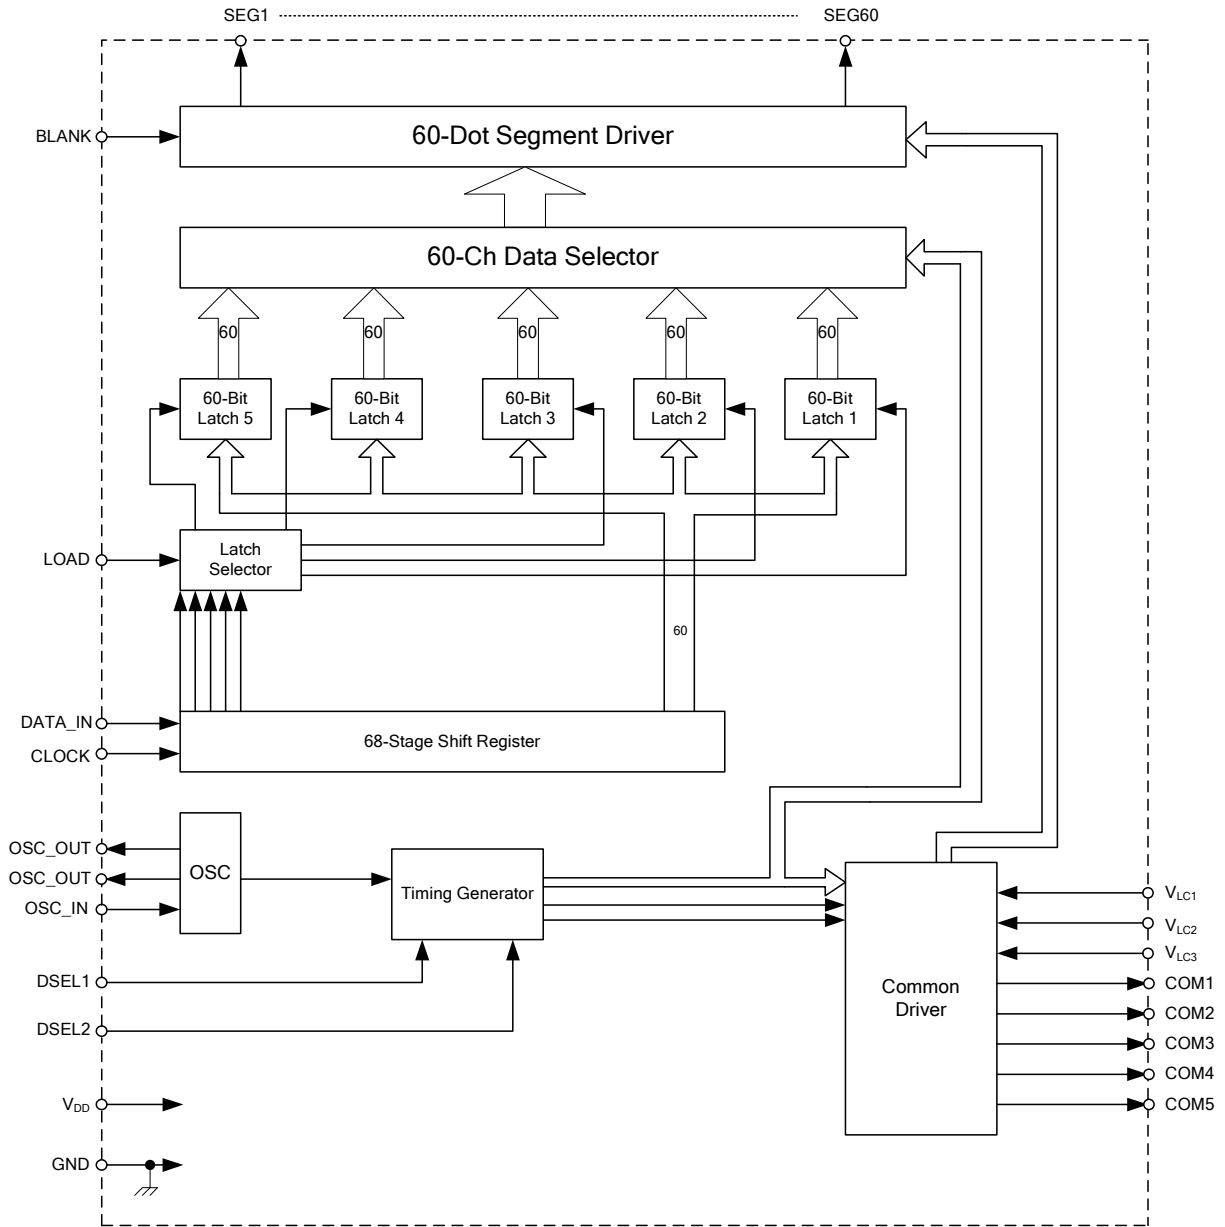 SEG1
SEG60
BLANK
60-Dot Segment Driver
60-Ch Data Selector
60
60
60
60
60
60-Bit
Latch 5
60-Bit
Latch 4
60-Bit
Latch 3
60-Bit
Latch 2
60-Bit
Latch 1
LOAD
Latch
Selector
60
DATA_IN
CLOCK
68-Stage Shift Register
OSC_OUT
OSC_OUT
OSC_IN
OSC
Timing Generator
DSEL1
DSEL2
VDD
GND
Common
Driver
VLC1
VLC2
VLC3
COM1
COM2
COM3
COM4
COM5